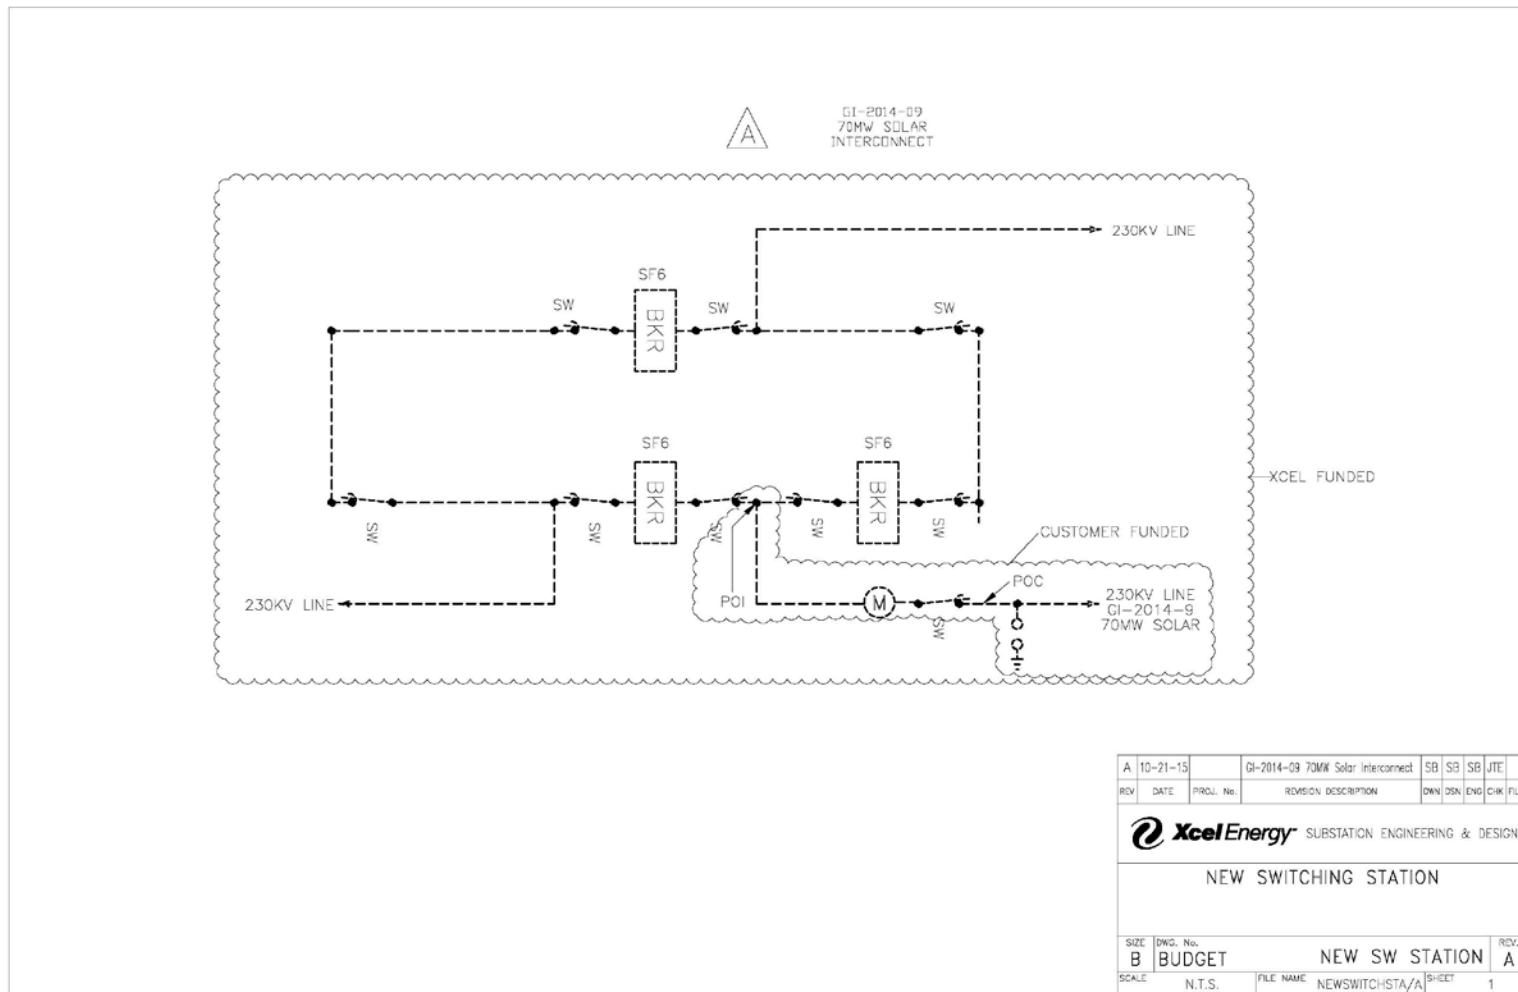 A
GI-2014-09
70MW SOLAR
INTERCONNECT
230KV LINE
SF6
SW
BKR
SW
SW
SF6
SF6
BKR
BKR
SW
SW
SW
SW
SW
XCEL FUNDED
CUSTOMER FUNDED
POI
230KV LINE
M
SW
POC
230KV LINE
GI-2014-9
70MW SOLAR
A 10-21-15 GI-2014-09 70MW Solar Interconnect SB SB SB JTE
REV DATE PROJ. No. REVISION DESCRIPTION DWN DSN ENG CHK
Xcel Energy SUBSTATION ENGINEERING & DESIGN
NEW SWITCHING STATION
SIZE DWG. No. REV.
B BUDGET NEW SW STATION A
SCALE N.T.S. FILE NAME NEWSWITCHSTA/A SHEET 1